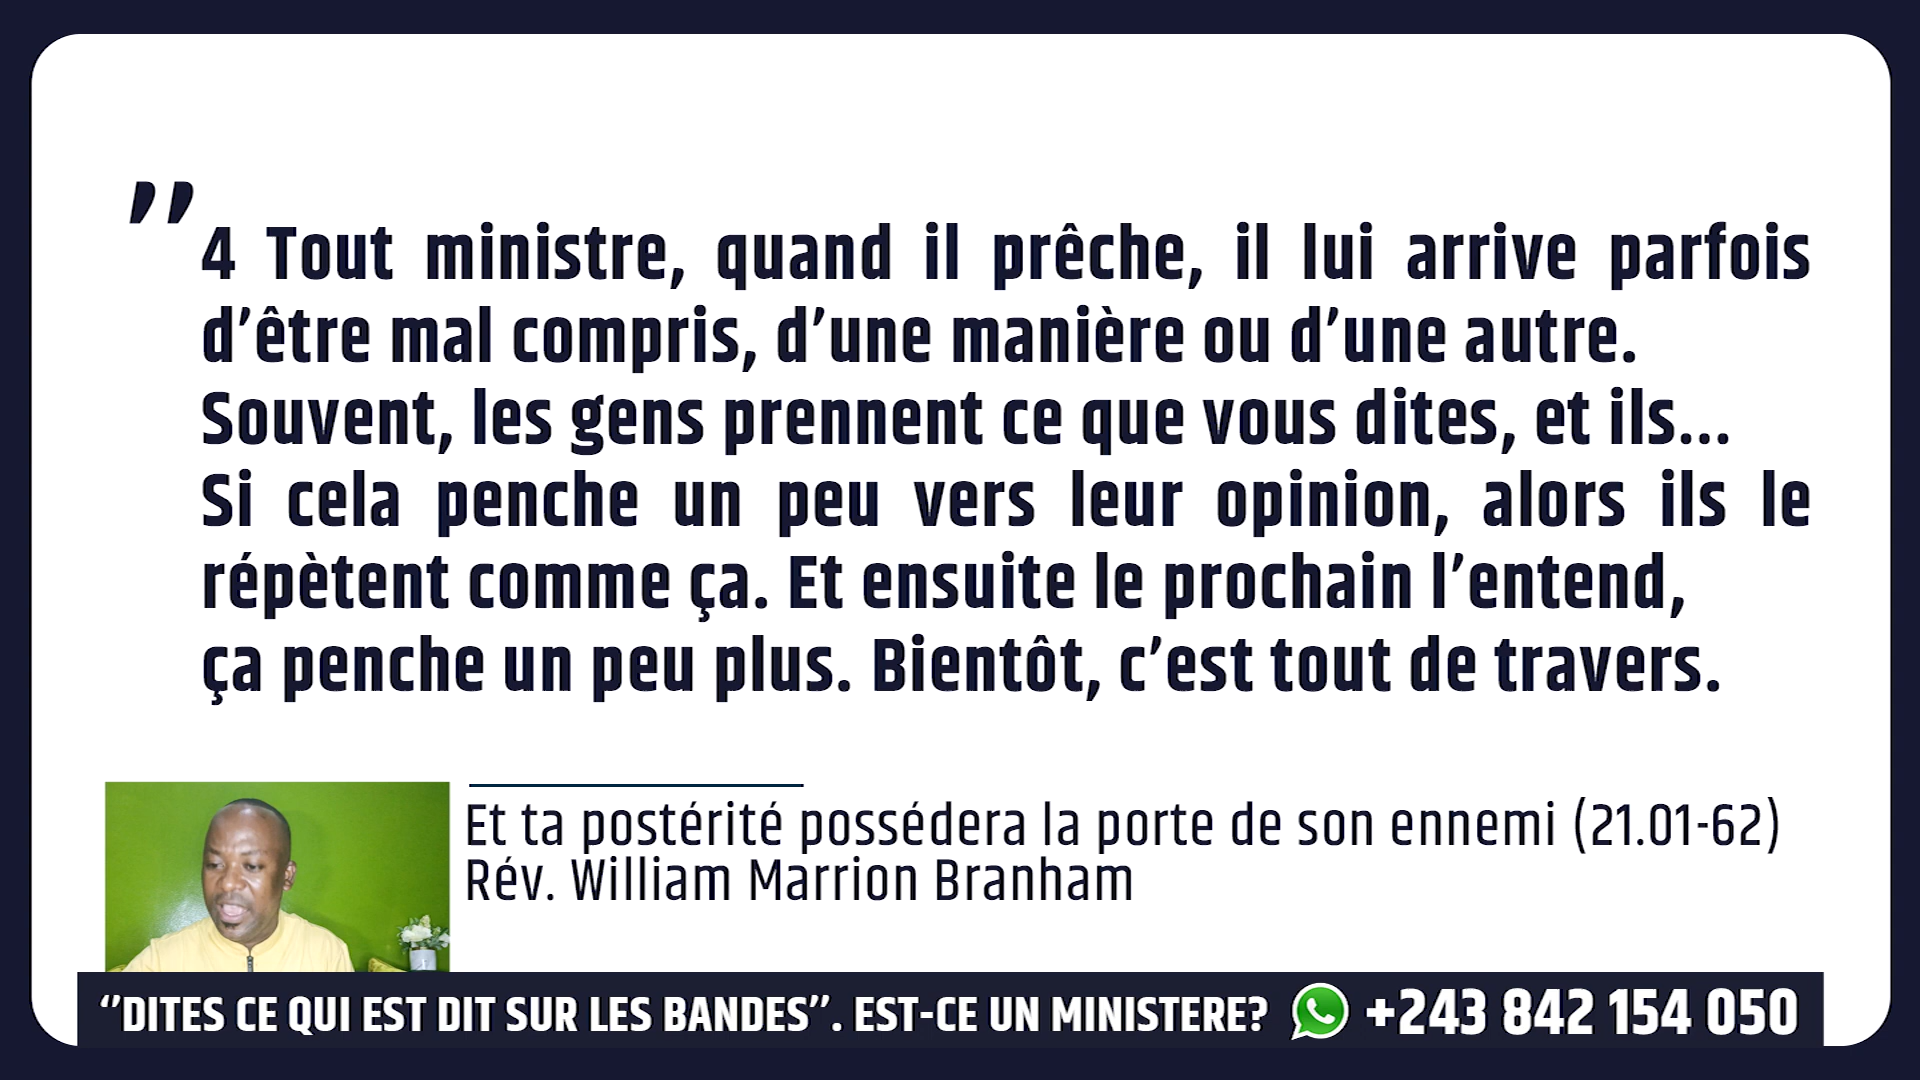 ’’
4 Tout ministre, quand il prêche, il lui arrive parfois
d’être mal compris, d’une manière ou d’une autre.
Souvent, les gens prennent ce que vous dites, et ils...
Si cela penche un peu vers leur opinion, alors ils le
répètent comme ça. Et ensuite le prochain l’entend,
ça penche un peu plus. Bientôt, c’est tout de travers.
Et ta postérité possédera la porte de son ennemi (21.01-62)
Rév. William Marrion Branham
‘’DITES CE QUI EST DIT SUR LES BANDES’’. EST-CE UN MINISTERE? +243 842 154 050